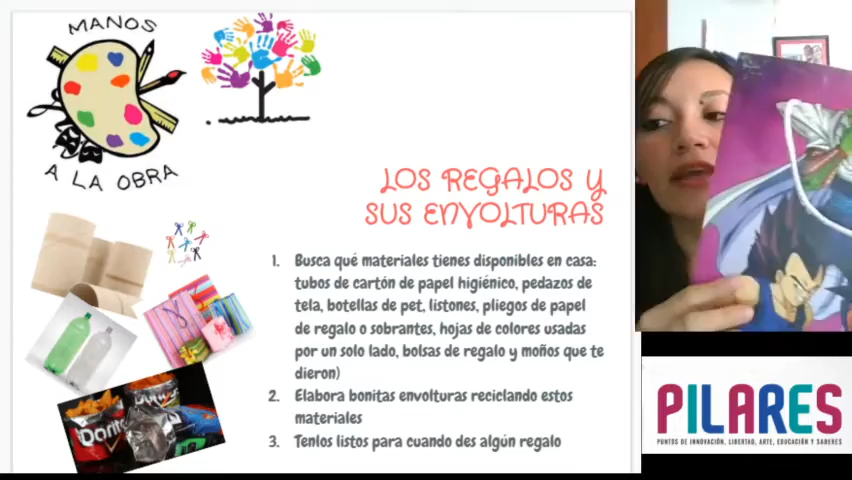 MANOS
A LA OBRA
LOS REGALOS Y
SUS ENVOLTURAS
1. Busca qué materiales tienes disponibles en casa:
tubos de cartón de papel higiénico, pedazos de
tela, botellas de pet, listones, pliegos de papel
de regalo o sobrantes, hojas de colores usadas
por un solo lado, bolsas de regalo y moños que te
dieron)
2. Elabora bonitas envolturas reciclando estos
materiales
3. Tenlos listos para cuando des algún regalo
Doritos
PILARES
PUNTOS DE INNOVACIÓN, LIBERTAD, ARTE, EDUCACIÓN Y SABERES